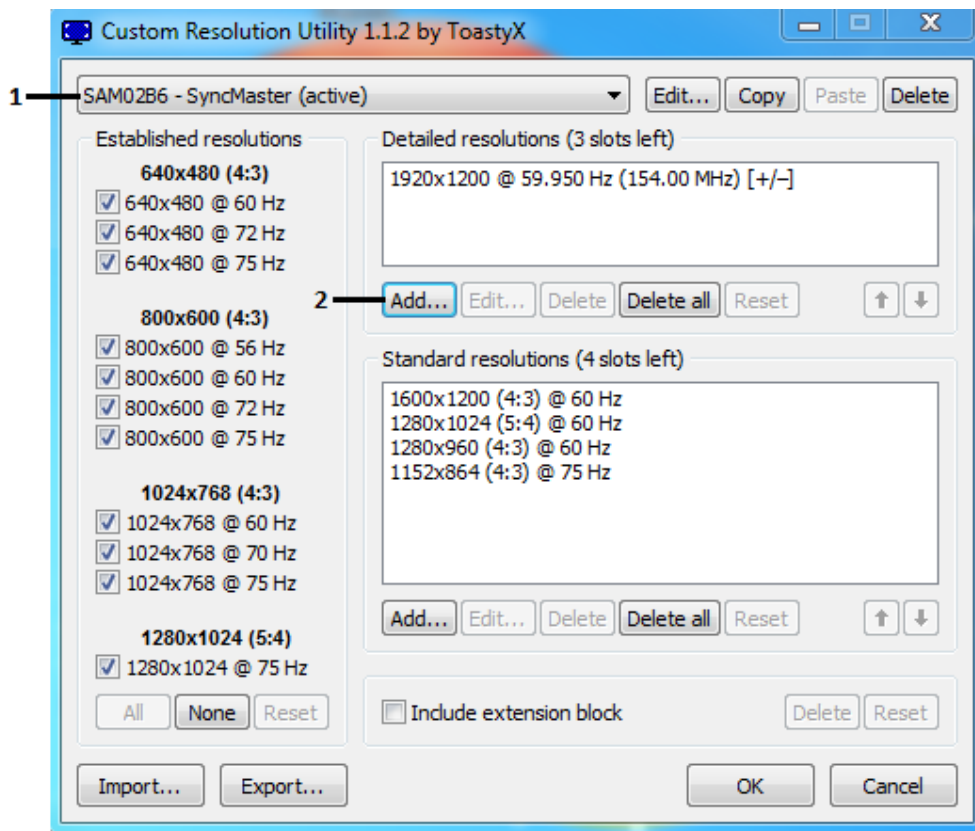 Custom Resolution Utility 1.1.2 by ToastyX
1
SAM02B6 - SyncMaster (active)
Edit... Copy Paste Delete
Established resolutions
640x480 (4:3)
640x480 @ 60 Hz
640x480 @ 72 Hz
640x480 @ 75 Hz
800x600 (4:3)
800x600 @ 56 Hz
800x600 @ 60 Hz
800x600 @ 72 Hz
800x600 @ 75 Hz
1024x768 (4:3)
1024x768 @ 60 Hz
1024x768 @ 70 Hz
1024x768 @ 75 Hz
1280x1024 (5:4)
1280x1024 @ 75 Hz
All None Reset
Detailed resolutions (3 slots left)
1920x1200 @ 59.950 Hz (154.00 MHz) [+/−]
2
Add... Edit... Delete Delete all Reset
Standard resolutions (4 slots left)
1600x1200 (4:3) @ 60 Hz
1280x1024 (5:4) @ 60 Hz
1280x960 (4:3) @ 60 Hz
1152x864 (4:3) @ 75 Hz
Add... Edit... Delete Delete all Reset
Include extension block
Delete Reset
Import... Export...
OK Cancel